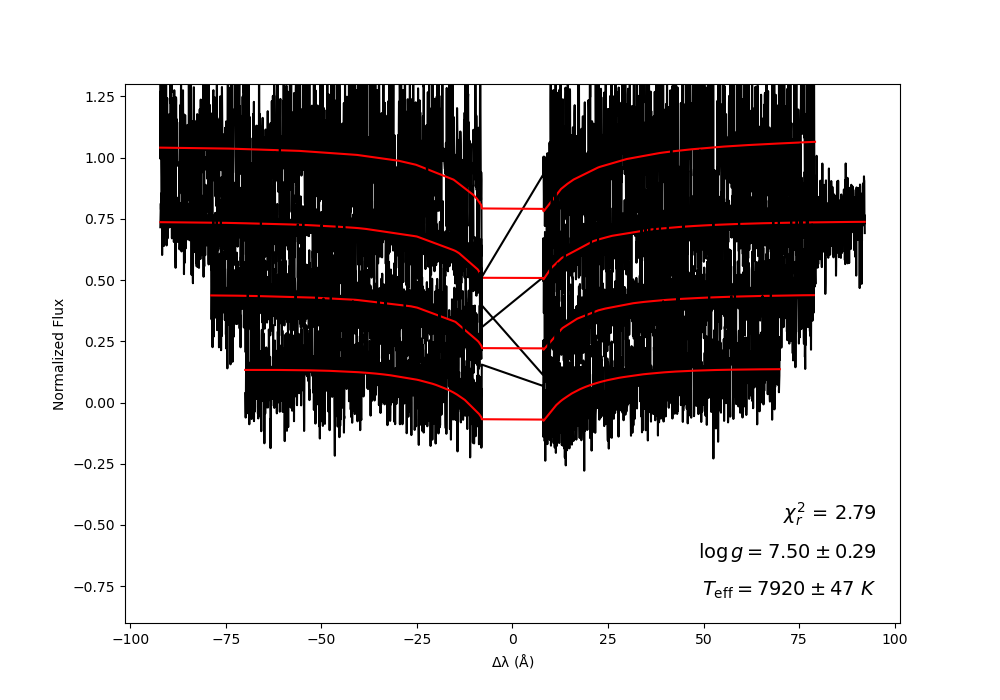 1.25
1.00
0.75
0.50
0.25
0.00
−0.25
−0.50
−0.75
Normalized Flux
χ²ᵣ = 2.79
log g = 7.50 ± 0.29
T_eff = 7920 ± 47 K
−100 −75 −50 −25 0 25 50 75 100
Δλ (Å)